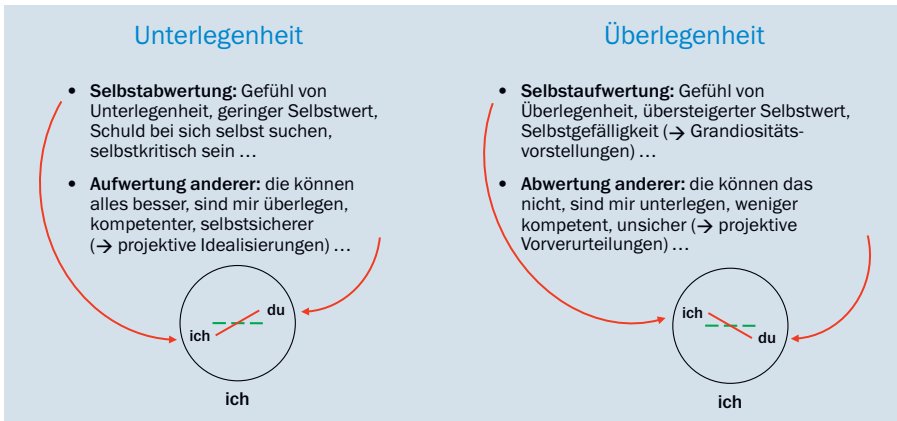 Unterlegenheit
• Selbstabwertung: Gefühl von
Unterlegenheit, geringer Selbstwert,
Schuld bei sich selbst suchen,
selbstkritisch sein …
• Aufwertung anderer: die können
alles besser, sind mir überlegen,
kompetenter, selbstsicherer
(→ projektive Idealisierungen) …
du
ich
ich
Überlegenheit
• Selbstaufwertung: Gefühl von
Überlegenheit, übersteigerter Selbstwert,
Selbstgefälligkeit (→ Grandiositäts-
vorstellungen) …
• Abwertung anderer: die können das
nicht, sind mir unterlegen, weniger
kompetent, unsicher (→ projektive
Vorverurteilungen) …
ich
du
ich